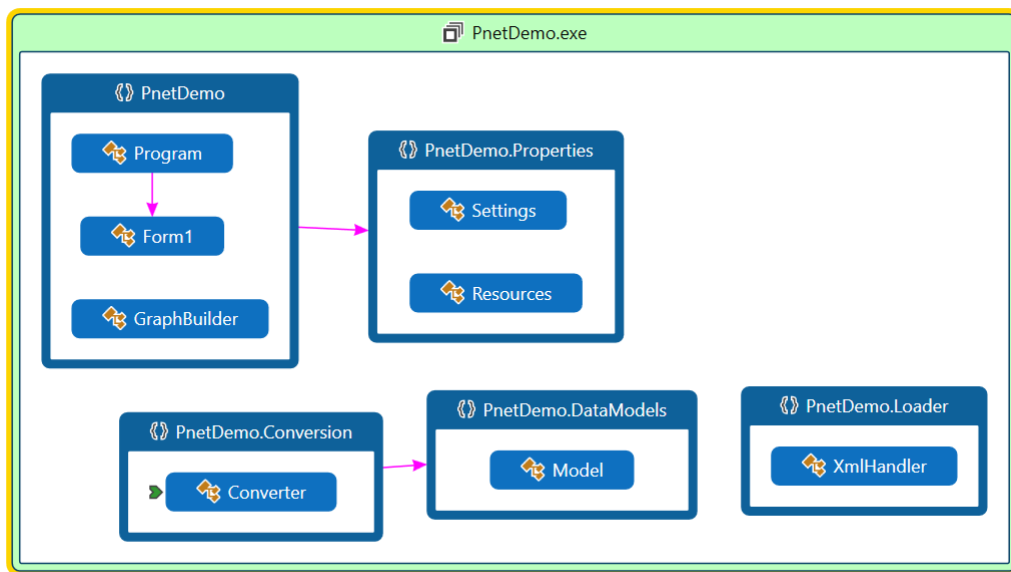 PnetDemo.exe
PnetDemo
Program
Form1
GraphBuilder
PnetDemo.Properties
Settings
Resources
PnetDemo.Conversion
Converter
PnetDemo.DataModels
Model
PnetDemo.Loader
XmlHandler